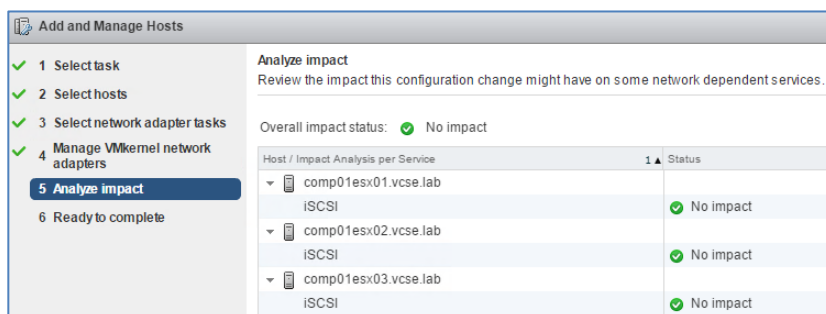 Add and Manage Hosts
1 Select task
2 Select hosts
3 Select network adapter tasks
4 Manage VMkernel network
adapters
5 Analyze impact
6 Ready to complete
Analyze impact
Review the impact this configuration change might have on some network dependent services.
Overall impact status: No impact
Host / Impact Analysis per Service 1 ▲ Status
comp01esx01.vcse.lab
iSCSI No impact
comp01esx02.vcse.lab
iSCSI No impact
comp01esx03.vcse.lab
iSCSI No impact